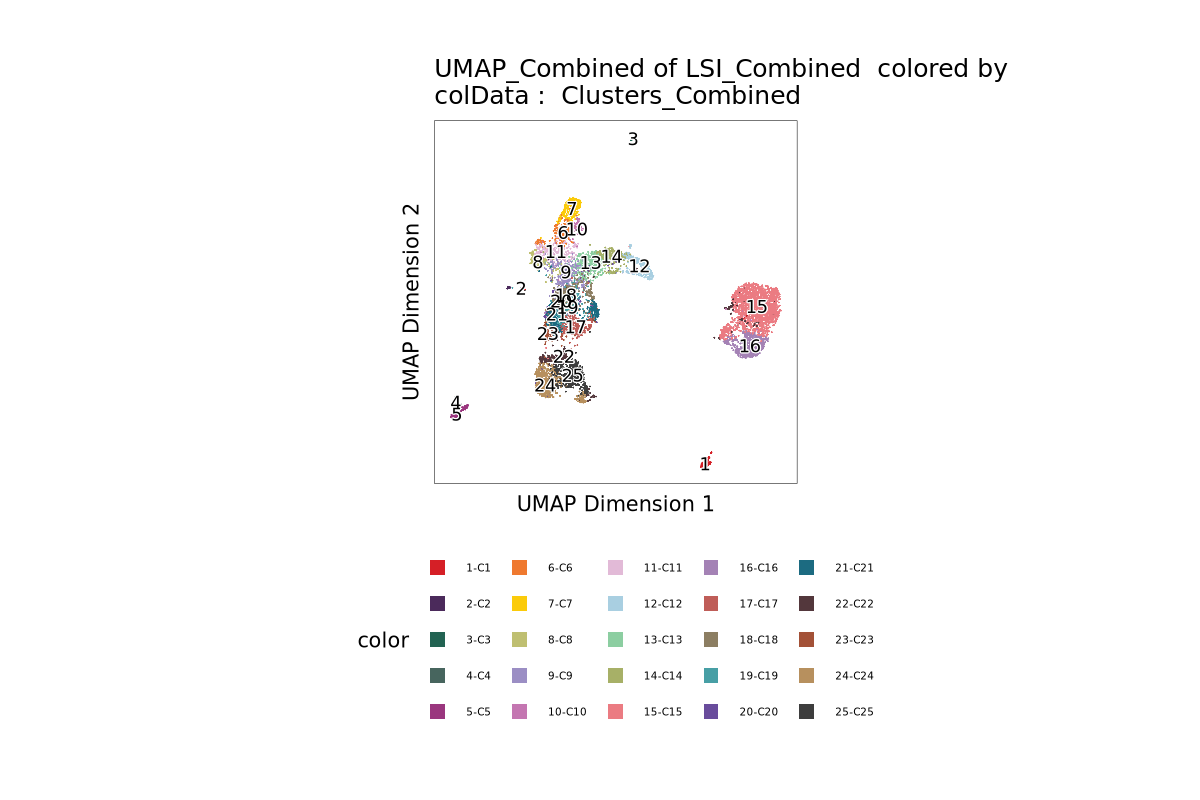 UMAP_Combined of LSI_Combined  colored by
colData :  Clusters_Combined
3
7
6 10
11
8 13 14 12
9
2
18
20 19
21
17
23
22
25
24
15
16
4
5
1
UMAP Dimension 2
UMAP Dimension 1
color
1-C1 6-C6 11-C11 16-C16 21-C21
2-C2 7-C7 12-C12 17-C17 22-C22
3-C3 8-C8 13-C13 18-C18 23-C23
4-C4 9-C9 14-C14 19-C19 24-C24
5-C5 10-C10 15-C15 20-C20 25-C25